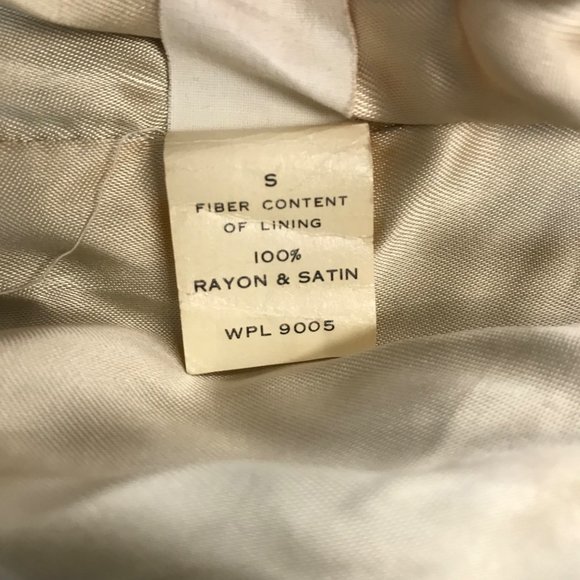 S
FIBER CONTENT
OF LINING
100%
RAYON & SATIN
WPL 9005